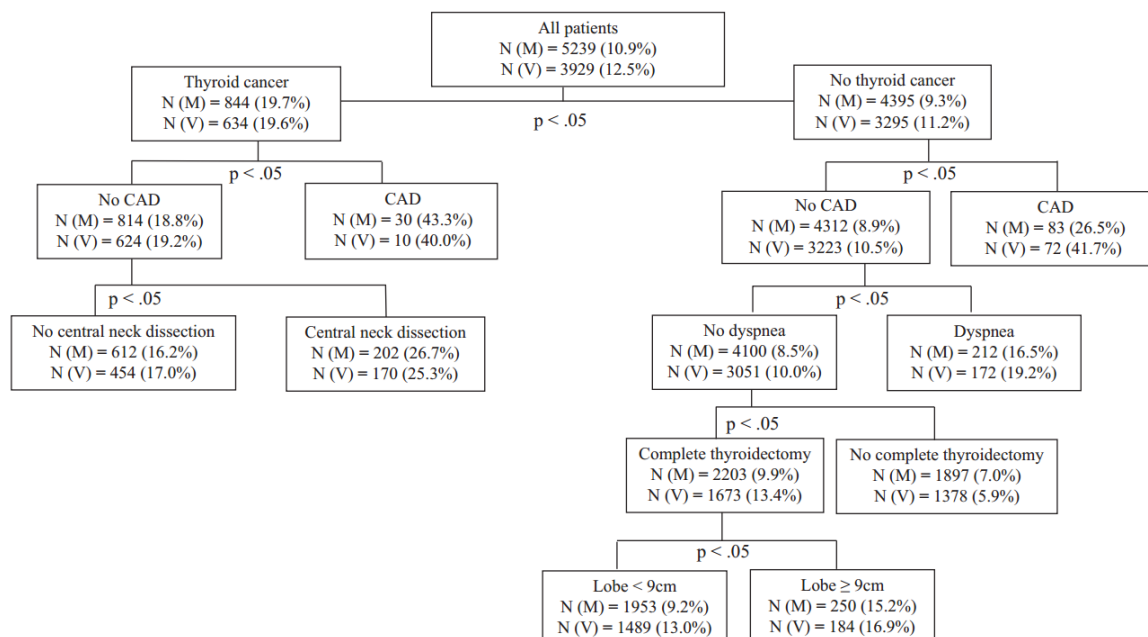 All patients
N (M) = 5239 (10.9%)
N (V) = 3929 (12.5%)
Thyroid cancer
N (M) = 844 (19.7%)
N (V) = 634 (19.6%)
No thyroid cancer
N (M) = 4395 (9.3%)
N (V) = 3295 (11.2%)
p < .05
p < .05
p < .05
No CAD
N (M) = 814 (18.8%)
N (V) = 624 (19.2%)
CAD
N (M) = 30 (43.3%)
N (V) = 10 (40.0%)
No CAD
N (M) = 4312 (8.9%)
N (V) = 3223 (10.5%)
CAD
N (M) = 83 (26.5%)
N (V) = 72 (41.7%)
p < .05
p < .05
No central neck dissection
N (M) = 612 (16.2%)
N (V) = 454 (17.0%)
Central neck dissection
N (M) = 202 (26.7%)
N (V) = 170 (25.3%)
No dyspnea
N (M) = 4100 (8.5%)
N (V) = 3051 (10.0%)
Dyspnea
N (M) = 212 (16.5%)
N (V) = 172 (19.2%)
p < .05
Complete thyroidectomy
N (M) = 2203 (9.9%)
N (V) = 1673 (13.4%)
No complete thyroidectomy
N (M) = 1897 (7.0%)
N (V) = 1378 (5.9%)
p < .05
Lobe < 9cm
N (M) = 1953 (9.2%)
N (V) = 1489 (13.0%)
Lobe ≥ 9cm
N (M) = 250 (15.2%)
N (V) = 184 (16.9%)